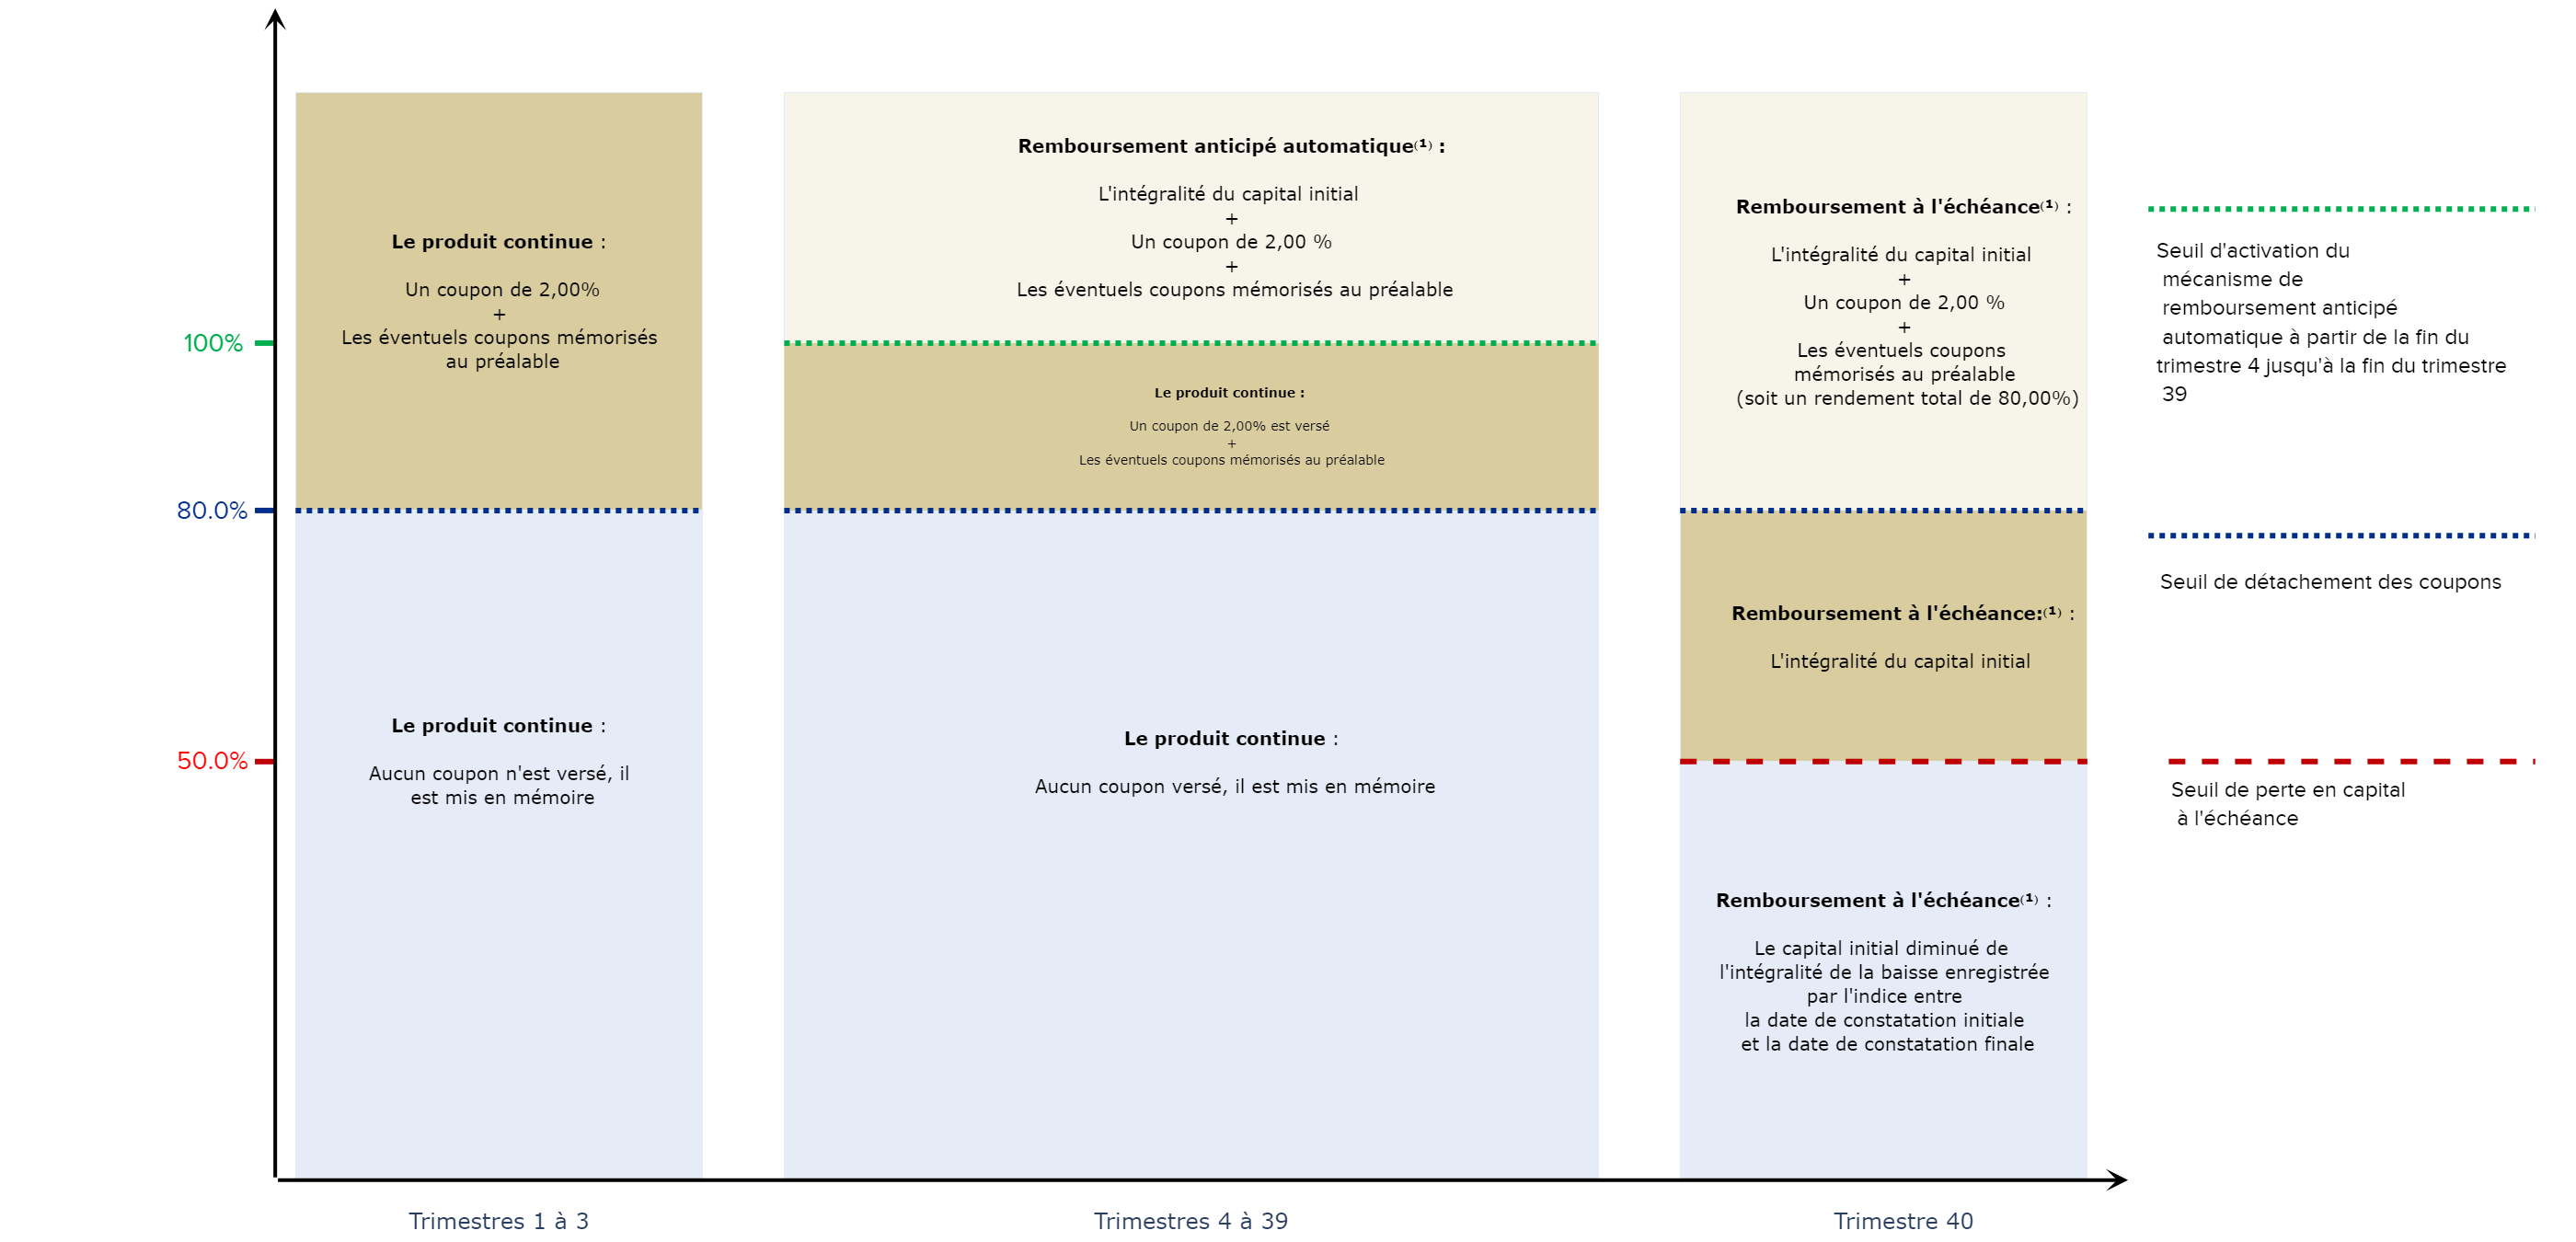 100%
80.0%
50.0%
Le produit continue :
Un coupon de 2,00%
+
Les éventuels coupons mémorisés
au préalable
Le produit continue :
Aucun coupon n'est versé, il
est mis en mémoire
Trimestres 1 à 3
Remboursement anticipé automatique⁽¹⁾ :
L'intégralité du capital initial
+
Un coupon de 2,00 %
+
Les éventuels coupons mémorisés au préalable
Le produit continue :
Un coupon de 2,00% est versé
+
Les éventuels coupons mémorisés au préalable
Le produit continue :
Aucun coupon versé, il est mis en mémoire
Trimestres 4 à 39
Remboursement à l'échéance⁽¹⁾ :
L'intégralité du capital initial
+
Un coupon de 2,00 %
+
Les éventuels coupons
mémorisés au préalable
(soit un rendement total de 80,00%)
Remboursement à l'échéance:⁽¹⁾ :
L'intégralité du capital initial
Remboursement à l'échéance⁽¹⁾ :
Le capital initial diminué de
l'intégralité de la baisse enregistrée
par l'indice entre
la date de constatation initiale
et la date de constatation finale
Trimestre 40
Seuil d'activation du
mécanisme de
remboursement anticipé
automatique à partir de la fin du
trimestre 4 jusqu'à la fin du trimestre
39
Seuil de détachement des coupons
Seuil de perte en capital
à l'échéance